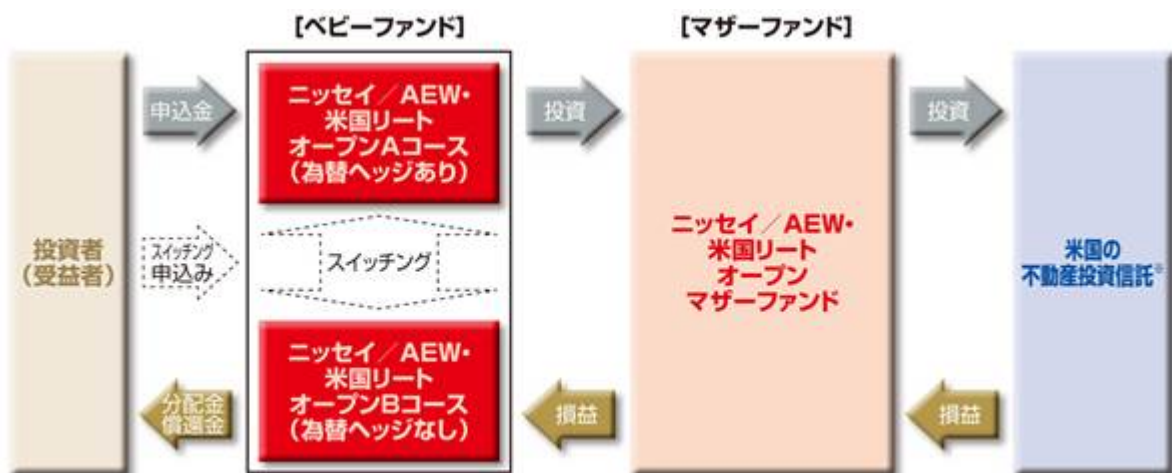 [ベビーファンド]
[マザーファンド]
投資者
(受益者)
申込金
スイッチング
申込み
分配金
償還金
ニッセイ／AEW・
米国リート
オープンAコース
(為替ヘッジあり)
スイッチング
ニッセイ／AEW・
米国リート
オープンBコース
(為替ヘッジなし)
投資
損益
ニッセイ／AEW・
米国リート
オープン
マザーファンド
投資
損益
米国の
不動産投資信託※